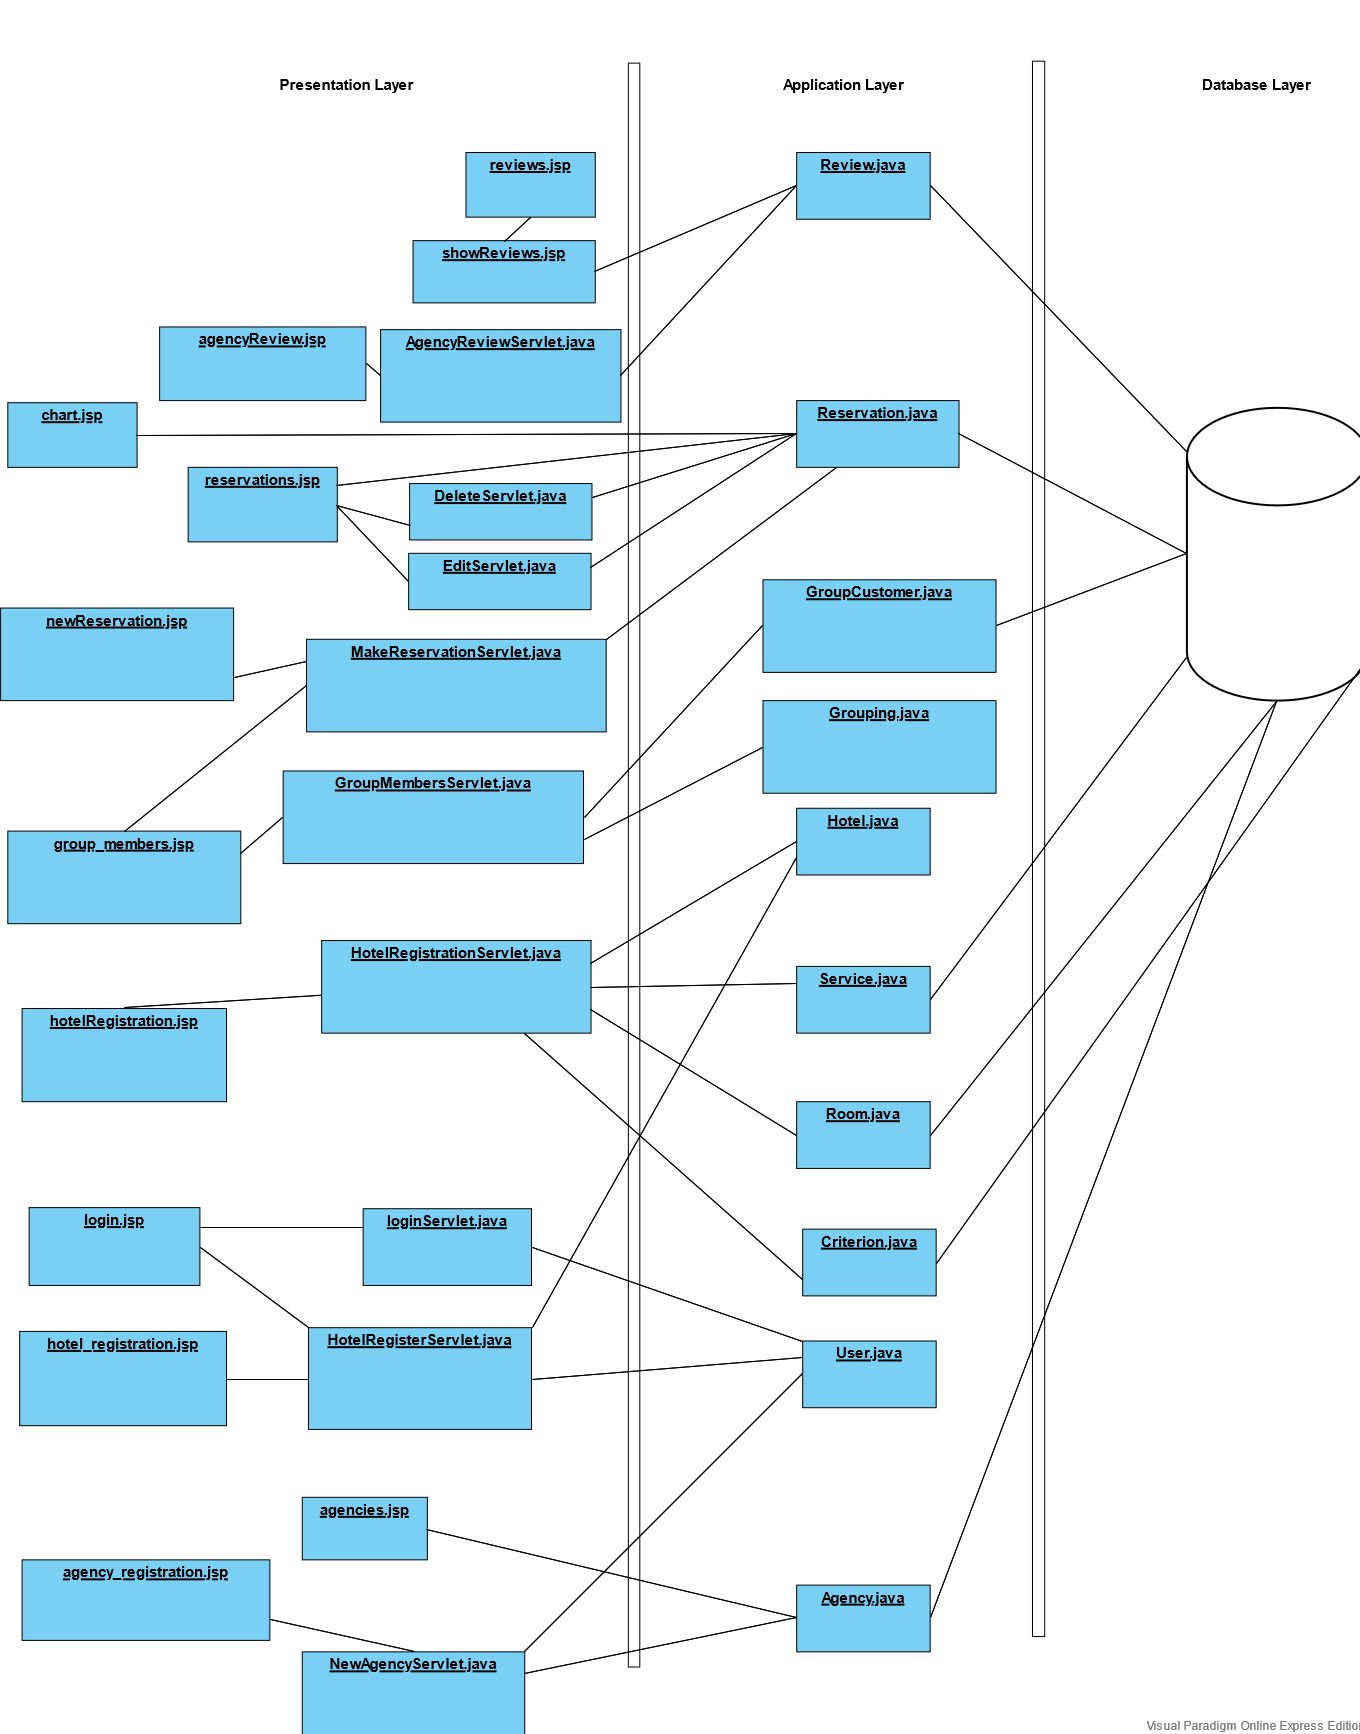 Presentation Layer
Application Layer
Database Layer
reviews.jsp
Review.java
showReviews.jsp
agencyReview.jsp
AgencyReviewServlet.java
chart.jsp
Reservation.java
reservations.jsp
DeleteServlet.java
EditServlet.java
GroupCustomer.java
newReservation.jsp
MakeReservationServlet.java
Grouping.java
GroupMembersServlet.java
Hotel.java
group_members.jsp
HotelRegistrationServlet.java
Service.java
hotelRegistration.jsp
Room.java
login.jsp
loginServlet.java
Criterion.java
hotel_registration.jsp
HotelRegisterServlet.java
User.java
agencies.jsp
agency_registration.jsp
Agency.java
NewAgencyServlet.java
Visual Paradigm Online Express Edition